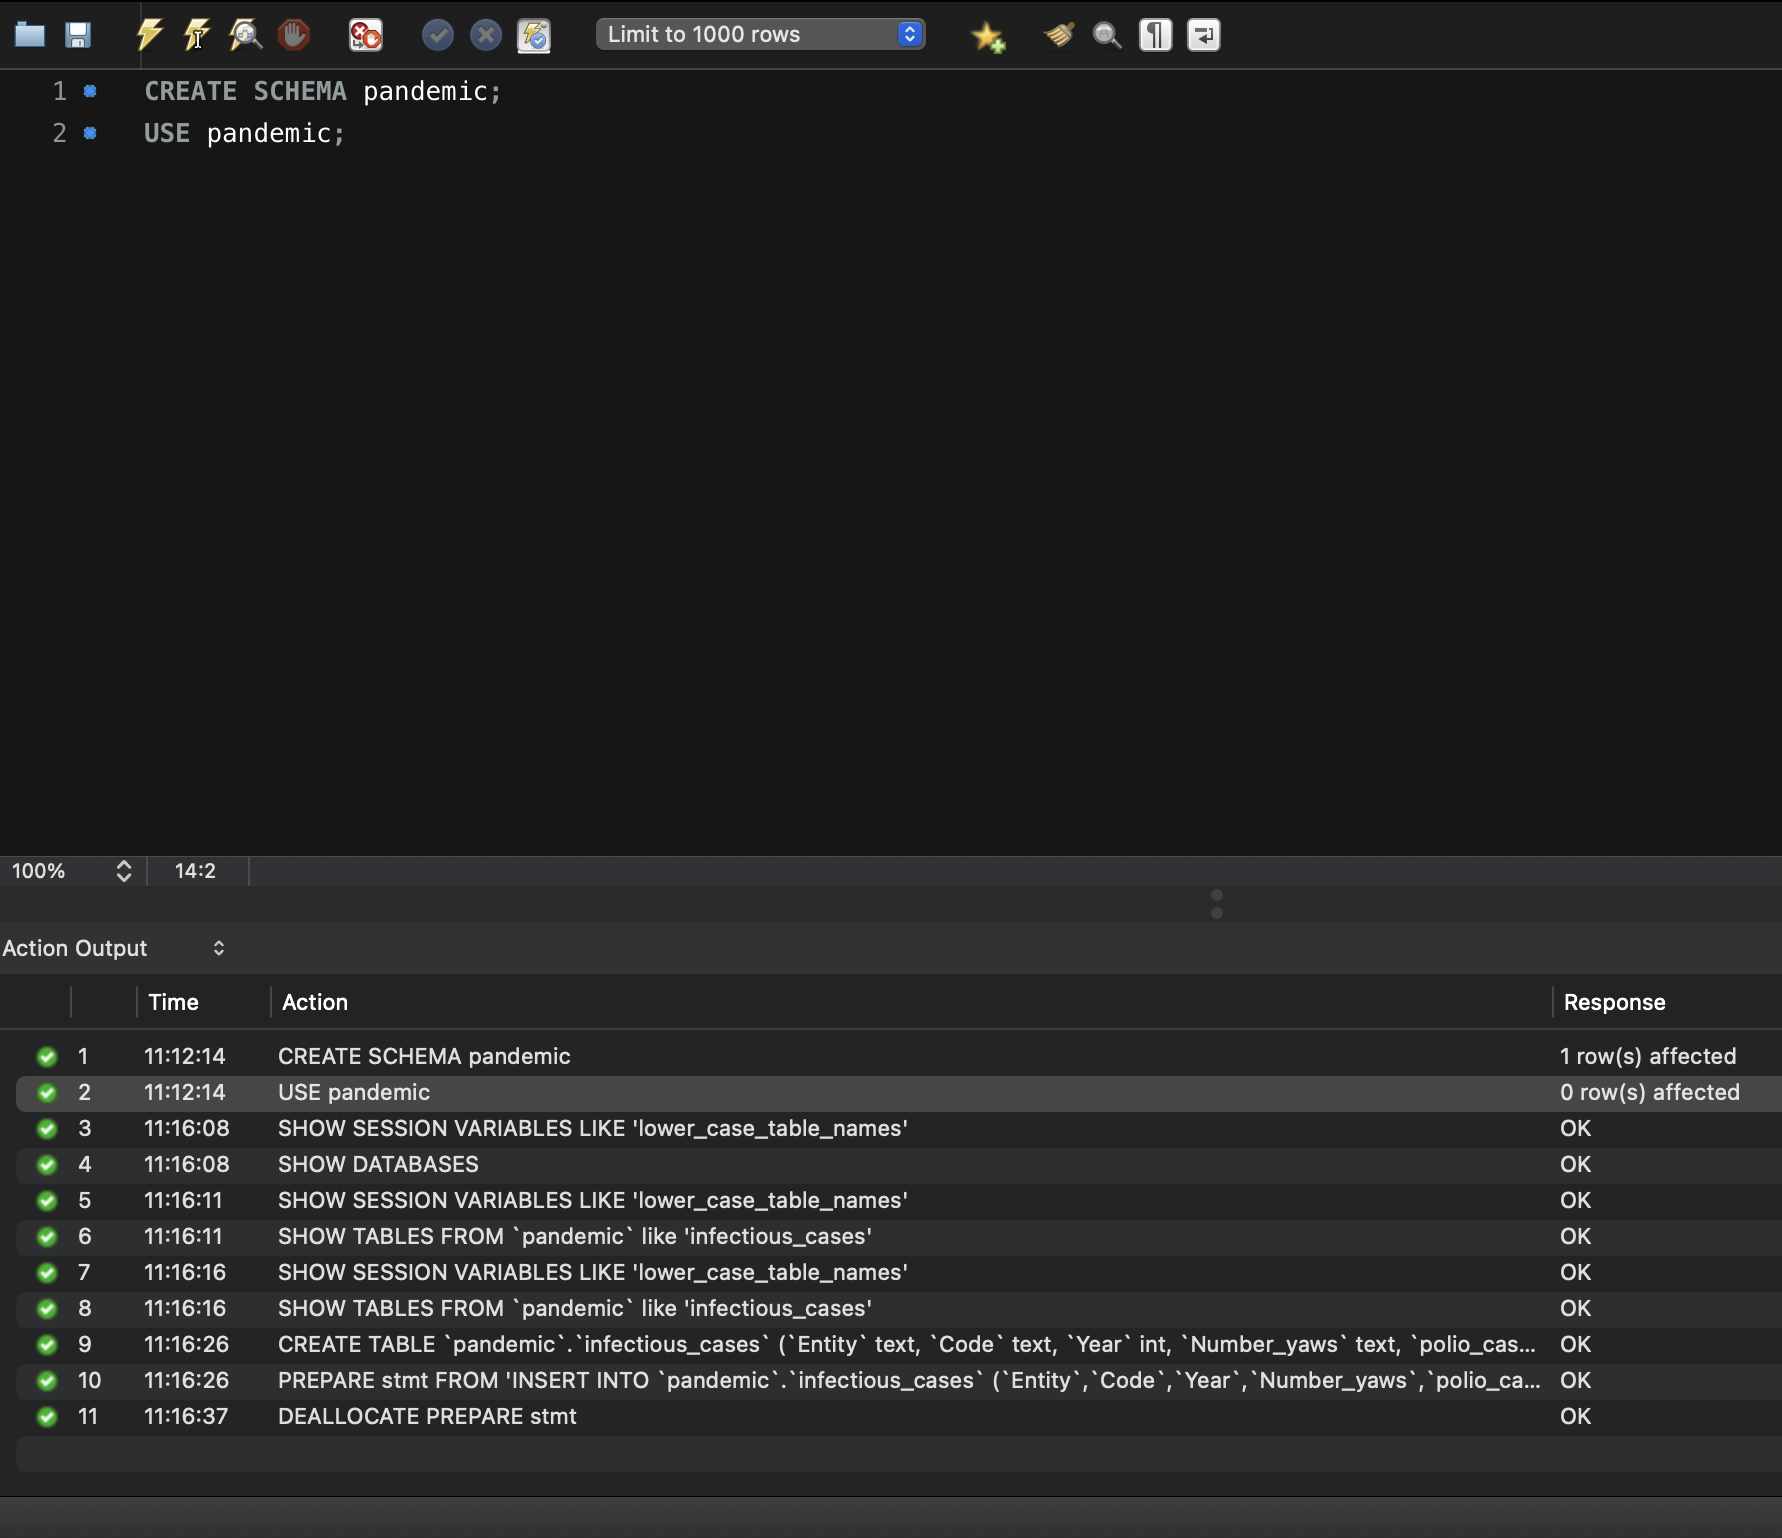 Limit to 1000 rows
1 CREATE SCHEMA pandemic;
2 USE pandemic;
100% 14:2
Action Output
Time Action Response
1 11:12:14 CREATE SCHEMA pandemic 1 row(s) affected
2 11:12:14 USE pandemic 0 row(s) affected
3 11:16:08 SHOW SESSION VARIABLES LIKE 'lower_case_table_names' OK
4 11:16:08 SHOW DATABASES OK
5 11:16:11 SHOW SESSION VARIABLES LIKE 'lower_case_table_names' OK
6 11:16:11 SHOW TABLES FROM `pandemic` like 'infectious_cases' OK
7 11:16:16 SHOW SESSION VARIABLES LIKE 'lower_case_table_names' OK
8 11:16:16 SHOW TABLES FROM `pandemic` like 'infectious_cases' OK
9 11:16:26 CREATE TABLE `pandemic`.`infectious_cases` (`Entity` text, `Code` text, `Year` int, `Number_yaws` text, `polio_cas... OK
10 11:16:26 PREPARE stmt FROM 'INSERT INTO `pandemic`.`infectious_cases` (`Entity`,`Code`,`Year`,`Number_yaws`,`polio_ca... OK
11 11:16:37 DEALLOCATE PREPARE stmt OK